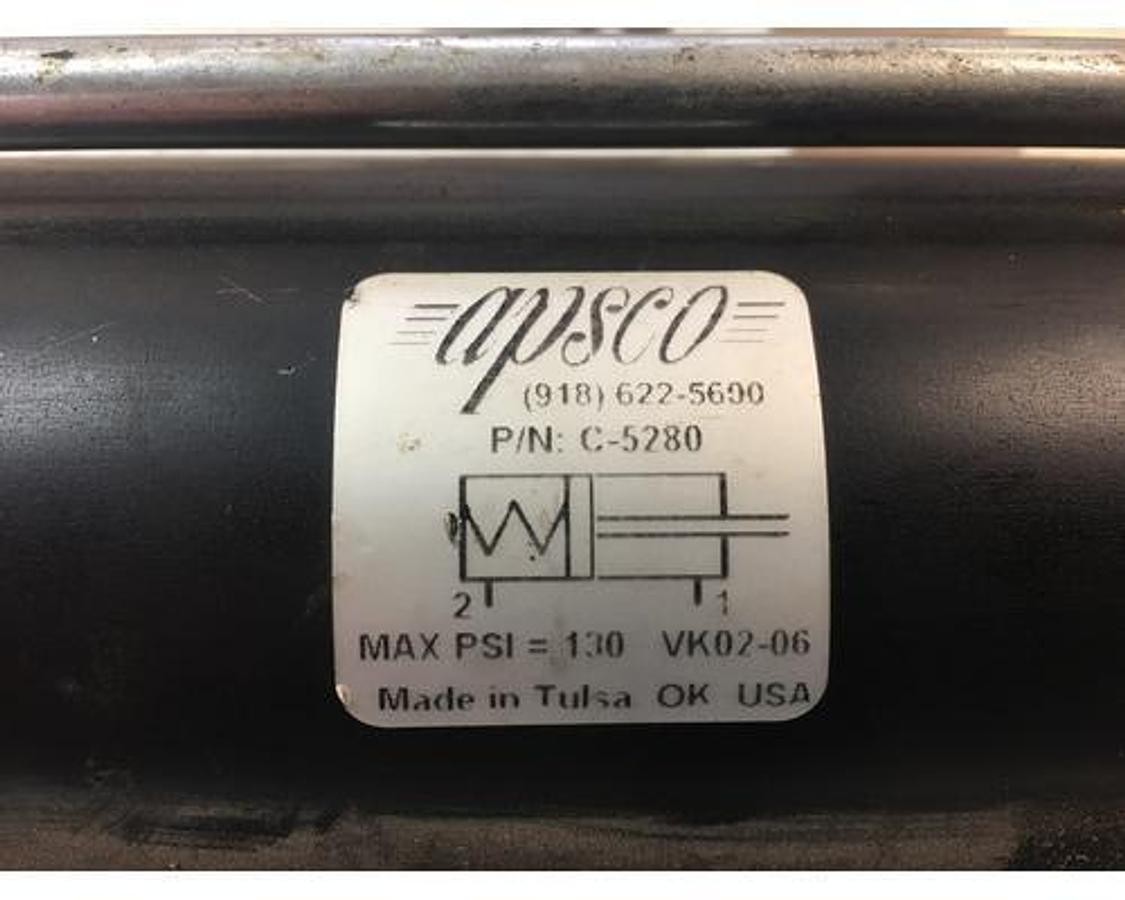 apsco
(918) 622-5600
P/N: C-5280
2 1
MAX PSI = 130 VK02-06
Made in Tulsa OK USA